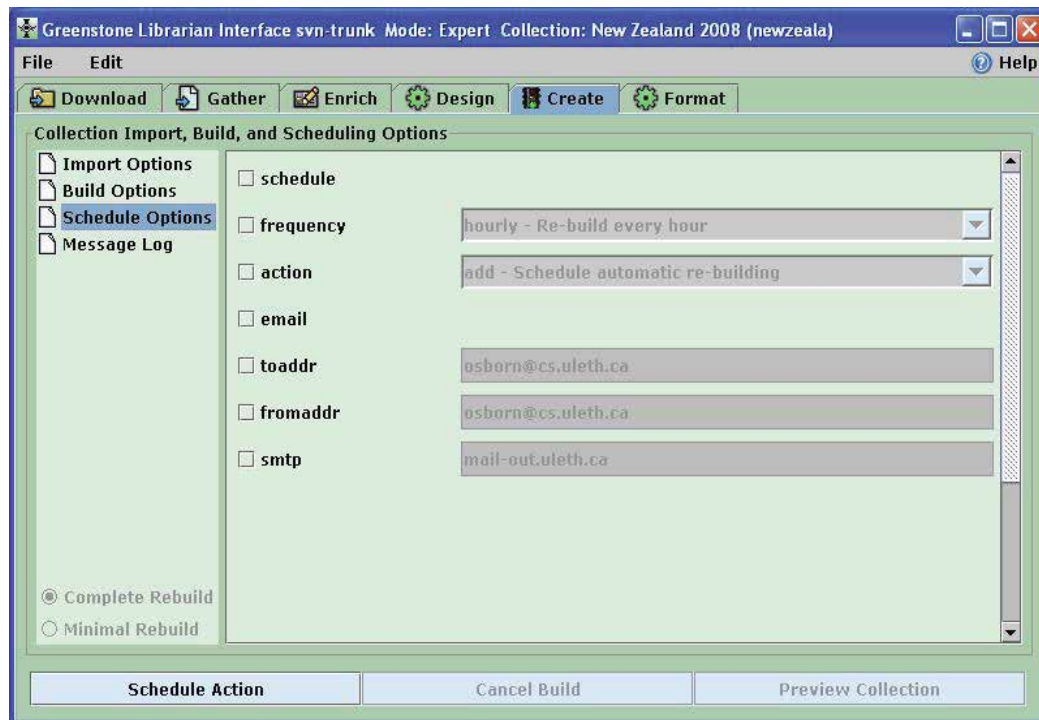 Greenstone Librarian Interface svn-trunk Mode: Expert Collection: New Zealand 2008 (newzeala)
File Edit Help
Download Gather Enrich Design Create Format
Collection Import, Build, and Scheduling Options
Import Options
Build Options
Schedule Options
Message Log
schedule
frequency hourly - Re-build every hour
action add - Schedule automatic re-building
email
toaddr osborn@cs.uleth.ca
fromaddr osborn@cs.uleth.ca
smtp mail-out.uleth.ca
Complete Rebuild
Minimal Rebuild
Schedule Action Cancel Build Preview Collection